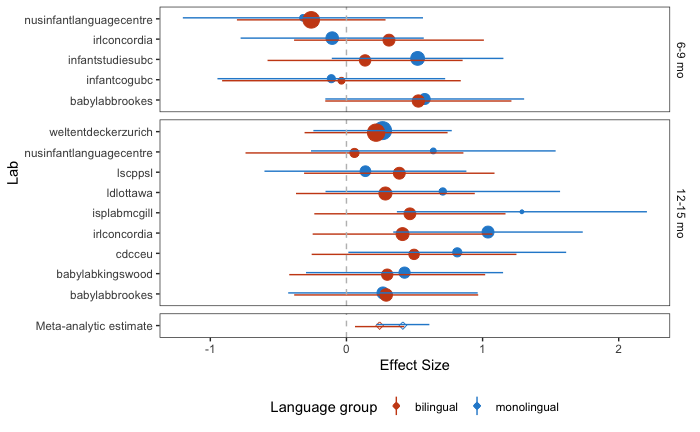 nusinfantlanguagecentre
irlconcordia
infantstudiesubc
infantcogubc
babylabbrookes
6-9 mo
weltentdeckerzurich
nusinfantlanguagecentre
lscppsl
ldlottawa
isplabmcgill
irlconcordia
cdcceu
babylabkingswood
babylabbrookes
12-15 mo
Meta-analytic estimate
Lab
-1 0 1 2
Effect Size
Language group bilingual monolingual